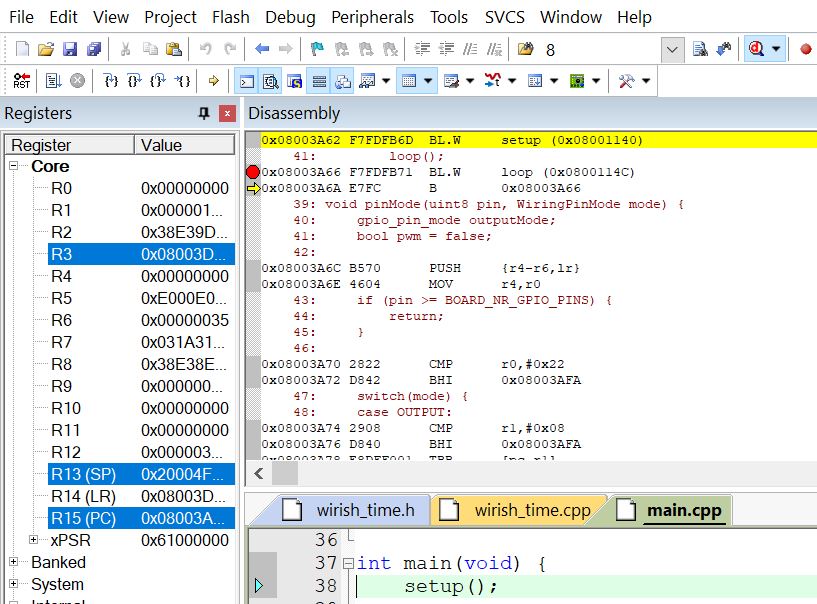 File Edit View Project Flash Debug Peripherals Tools SVCS Window Help
8
RST
Registers
Register Value
Core
R0 0x00000000
R1 0x000001...
R2 0x38E39D...
R3 0x08003D...
R4 0x00000000
R5 0xE000E0...
R6 0x00000035
R7 0x031A31...
R8 0x38E38E...
R9 0x000000...
R10 0x00000000
R11 0x00000000
R12 0x000003...
R13 (SP) 0x20004F...
R14 (LR) 0x08003D...
R15 (PC) 0x08003A...
xPSR 0x61000000
Banked
System
Internal
Disassembly
0x08003A62 F7FDFB6D BL.W setup (0x08001140)
41: loop();
0x08003A66 F7FDFB71 BL.W loop (0x0800114C)
0x08003A6A E7FC B 0x08003A66
39: void pinMode(uint8 pin, WiringPinMode mode) {
40: gpio_pin_mode outputMode;
41: bool pwm = false;
42:
0x08003A6C B570 PUSH {r4-r6,lr}
0x08003A6E 4604 MOV r4,r0
43: if (pin >= BOARD_NR_GPIO_PINS) {
44: return;
45: }
46:
0x08003A70 2822 CMP r0,#0x22
0x08003A72 D842 BHI 0x08003AFA
47: switch(mode) {
48: case OUTPUT:
0x08003A74 2908 CMP r1,#0x08
0x08003A76 D840 BHI 0x08003AFA
0x08003A78 E8DFF001 TBB [pc,r1]
wirish_time.h wirish_time.cpp main.cpp
36
37 int main(void) {
38 setup();